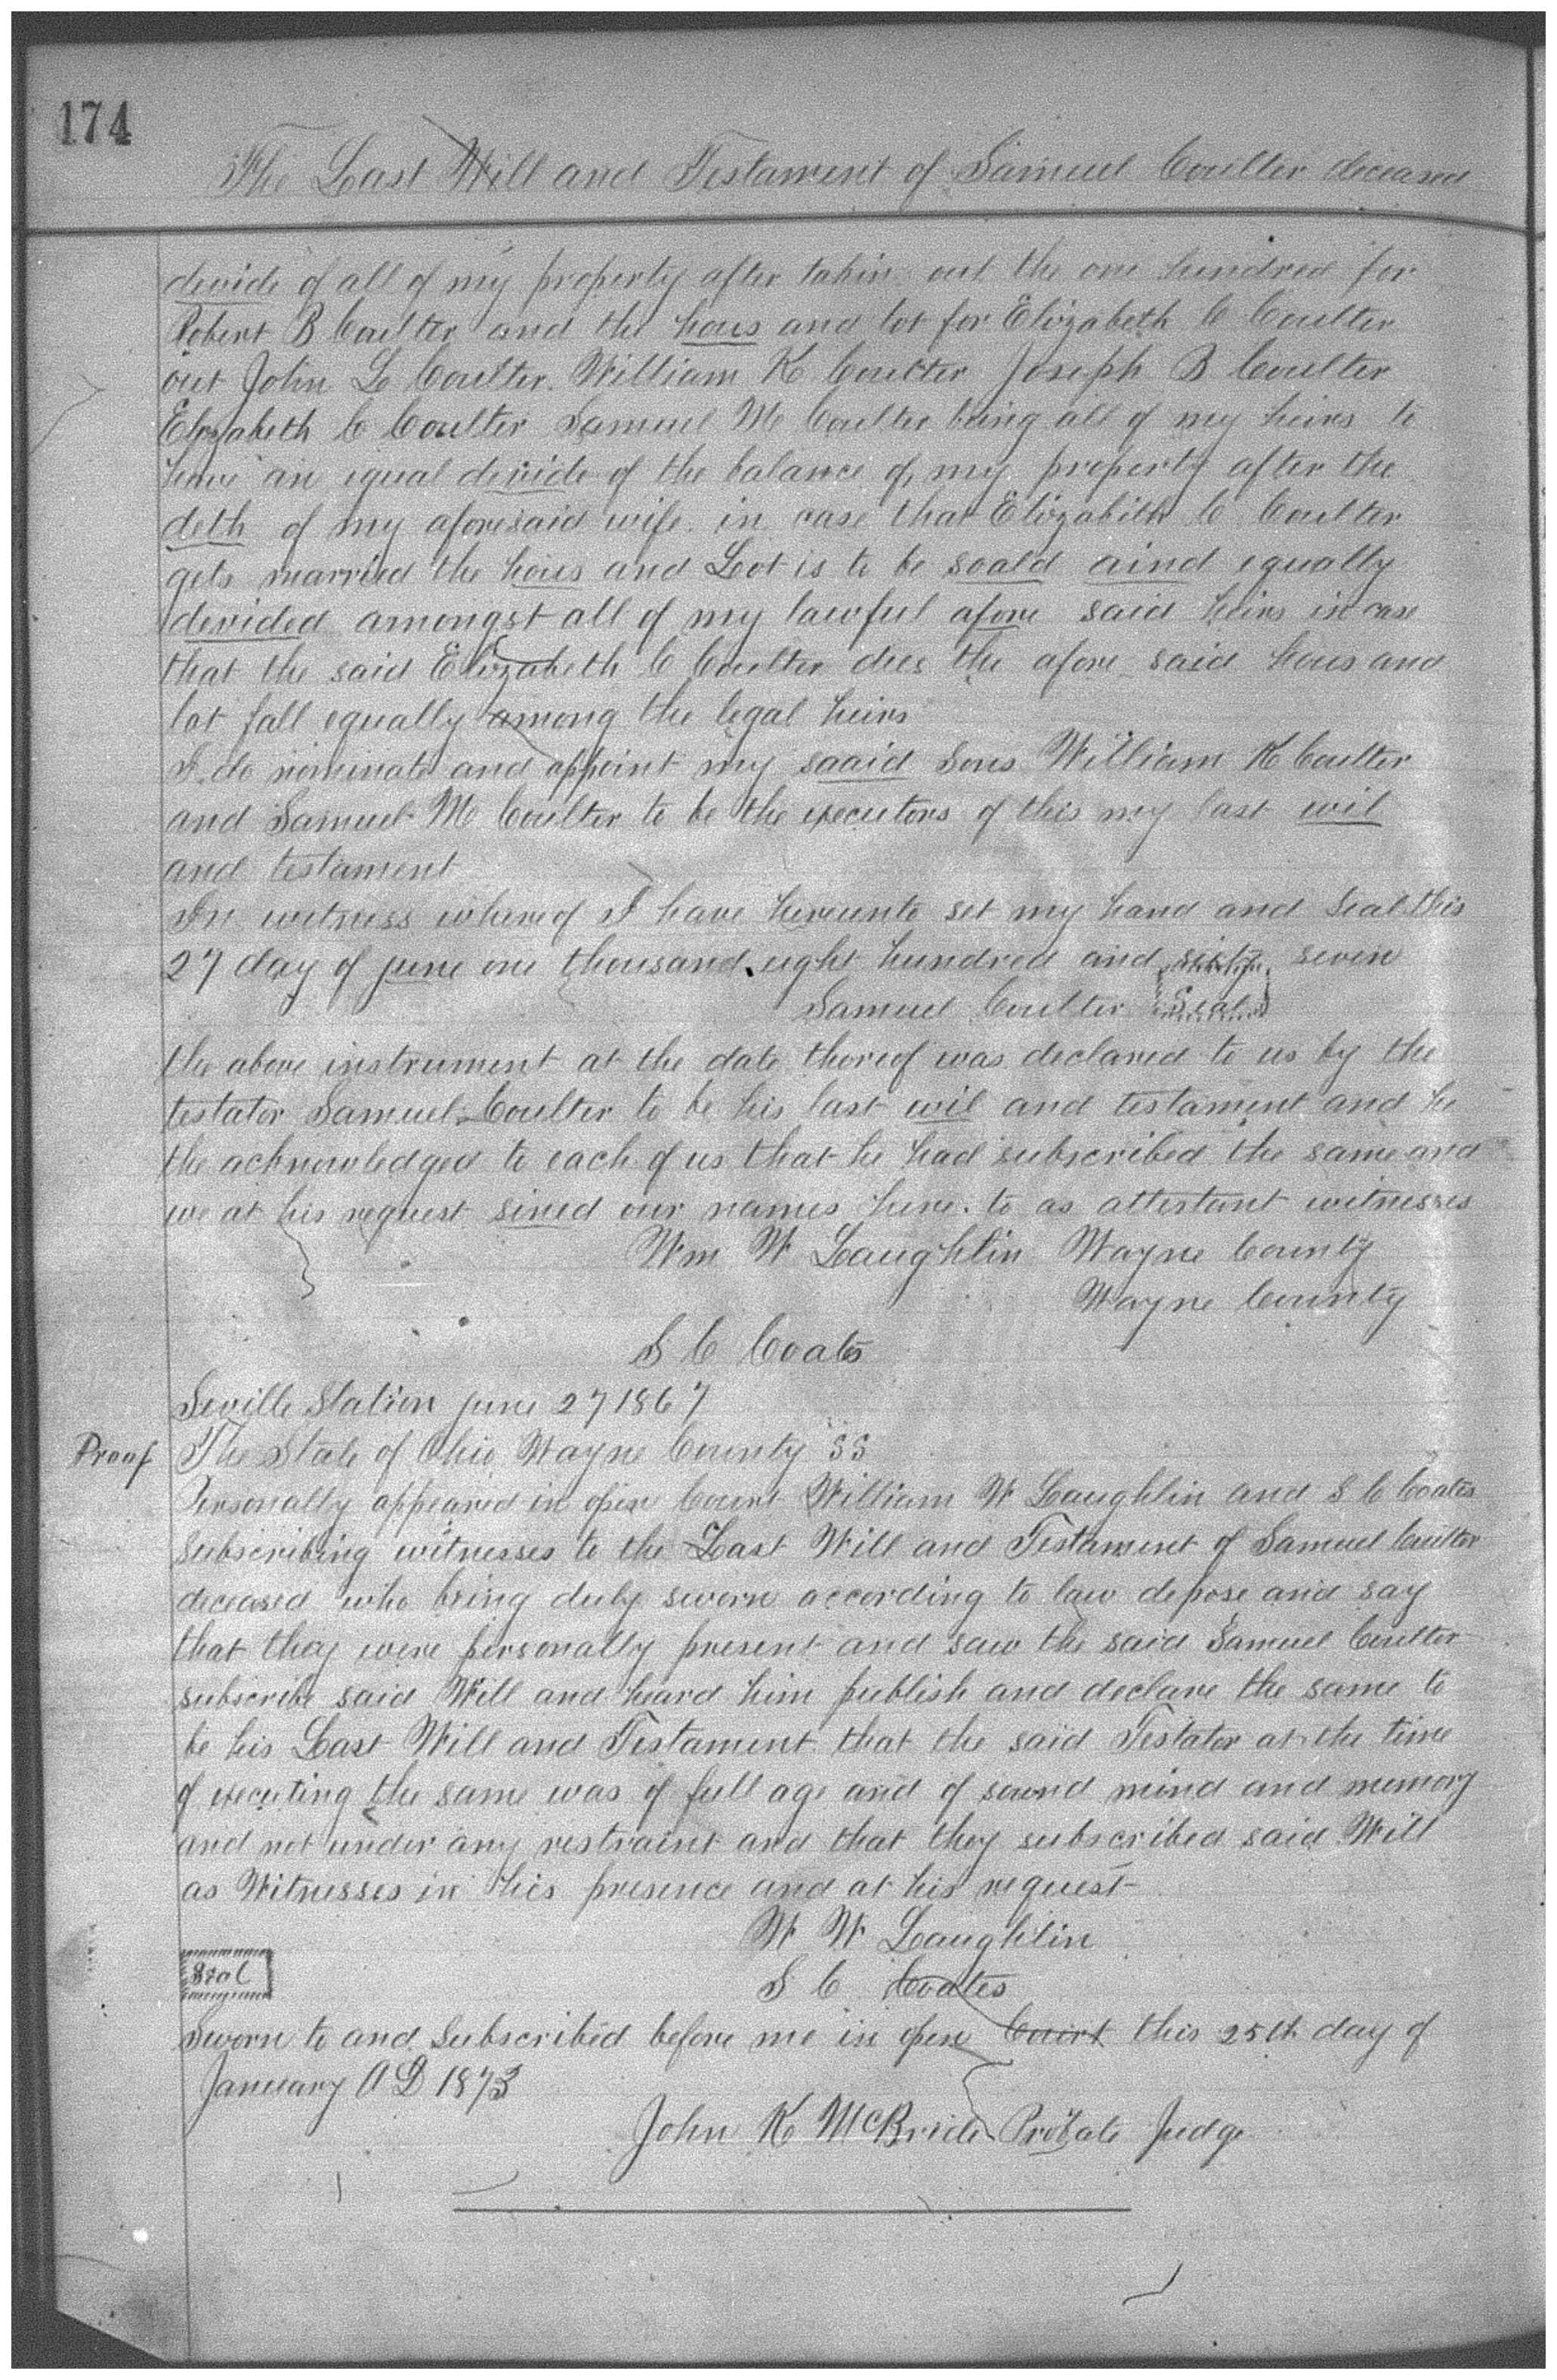 174
The Last Will and Testament of Samuel Coulter deceased
devide of all of my property after takin out the one hundred for
Robert B Coulter and the hous and lot for Elizabeth C Coulter
out John L Coulter. William K Coulter Joseph B Coulter
Elizabeth C Coulter Samuel M Coulter being all of my heirs to
have an equal devide of the balance of my property after the
deth of my aforesaid wife in case that Elizabeth C Coulter
gets married the hous and Lot is to be soald aind equally
devided amongst all of my lawful afore said heirs in case
that the said Elizabeth C Coulter dies the afore said hous and
lot fall equally among the legal heirs
I do nominate and appoint my saaid Sons William K Coulter
and Samuel M Coulter to be the executors of this my last wil
and testament
In witness whereof I have hereunto set my hand and Seal this
27 day of june one thousand eight hundred and sixty seven
Samuel Coulter Seal
the above instrument at the date thereof was declared to us by the
testator Samuel Coulter to be his last wil and testament and he
the acknowledged to each of us that he had subscribed the same and
we at his request sined our names here to as attestant witnesses
Wm W Laughlin Wayne County
Wayne County
S C Coates
Seville Station june 27 1867
Proof The State of Ohio Wayne County SS
Personally appeared in open Court William W Laughlin and S C Coates
Subscribing witnesses to the Last Will and Testament of Samuel Coulter
deceased who being duly sworn according to law depose and say
that they were personally present and saw the said Samuel Coulter
subscribe said Will and heard him publish and declare the same to
be his Last Will and Testament that the said Testator at the time
of executing the same was of full age and of sound mind and memory
and not under any restraint and that they subscribed said Will
as Witnesses in his presence and at his request
W W Laughlin
Seal
S C Coates
Sworn to and Subscribed before me in open Court this 25th day of
January A D 1873
John K McBride Probate Judge